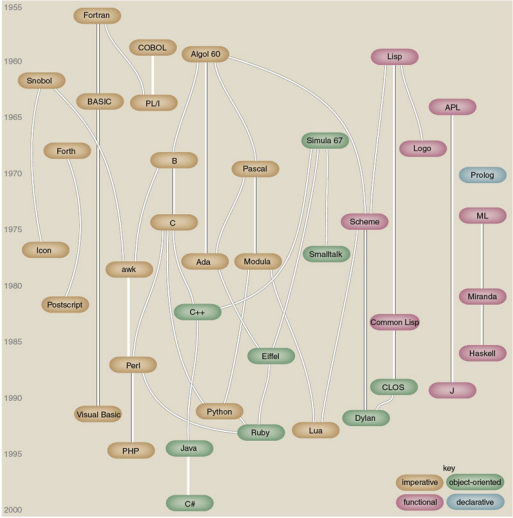 1955
Fortran
COBOL
Algol 60
Lisp
1960
Snobol
BASIC
PL/I
APL
1965
Simula 67
Forth
Logo
B
Pascal
1970
Prolog
C
Scheme
ML
1975
Icon
awk
Ada
Modula
Smalltalk
1980
Postscript
C++
Common Lisp
Miranda
1985
Eiffel
Haskell
Perl
CLOS
J
1990
Visual Basic
Python
Dylan
Ruby
Lua
PHP
Java
1995
key
imperative
object-oriented
functional
declarative
C#
2000